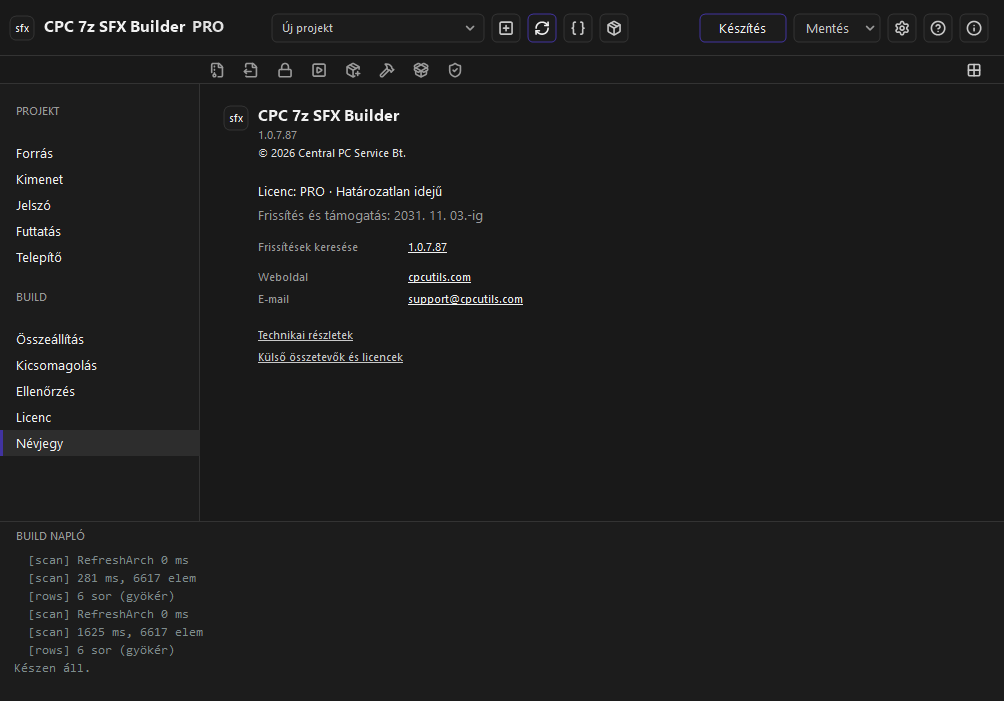 sfx CPC 7z SFX Builder PRO
Új projekt
{ }
Készítés
Mentés
PROJEKT
Forrás
Kimenet
Jelszó
Futtatás
Telepítő
BUILD
Összeállítás
Kicsomagolás
Ellenőrzés
Licenc
Névjegy
sfx CPC 7z SFX Builder
1.0.7.87
© 2026 Central PC Service Bt.
Licenc: PRO · Határozatlan idejű
Frissítés és támogatás: 2031. 11. 03.-ig
Frissítések keresése 1.0.7.87
Weboldal cpcutils.com
E-mail support@cpcutils.com
Technikai részletek
Külső összetevők és licencek
BUILD NAPLÓ
[scan] RefreshArch 0 ms
[scan] 281 ms, 6617 elem
[rows] 6 sor (gyökér)
[scan] RefreshArch 0 ms
[scan] 1625 ms, 6617 elem
[rows] 6 sor (gyökér)
Készen áll.